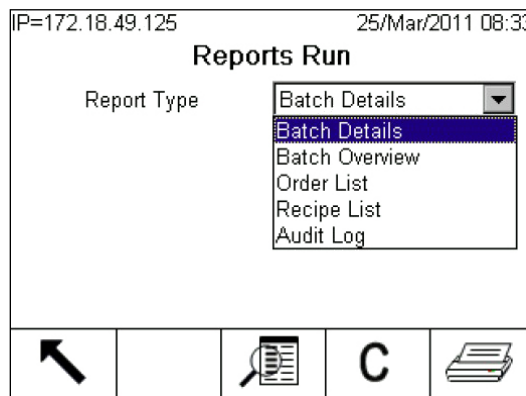 IP=172.18.49.125 25/Mar/2011 08:33
Reports Run
Report Type Batch Details
Batch Details
Batch Overview
Order List
Recipe List
Audit Log
C